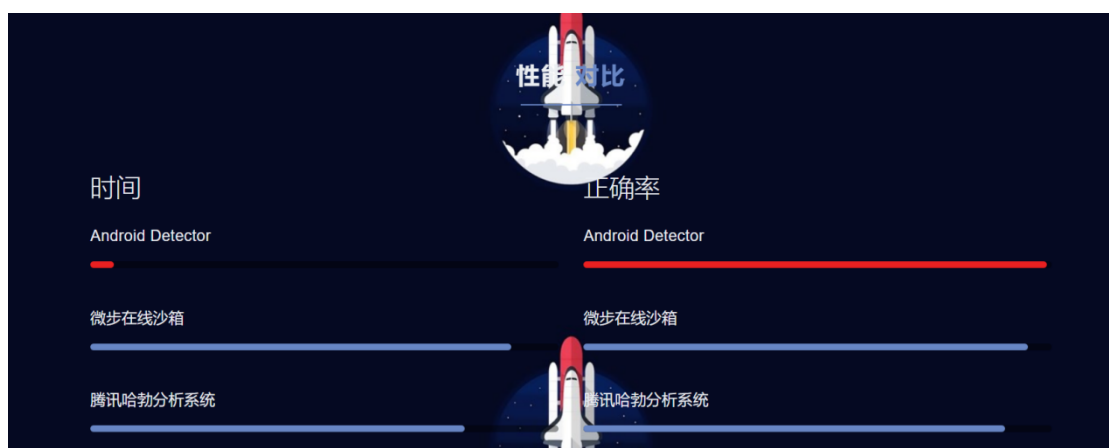 性能 对比
时间
Android Detector
微步在线沙箱
腾讯哈勃分析系统
正确率
Android Detector
微步在线沙箱
腾讯哈勃分析系统